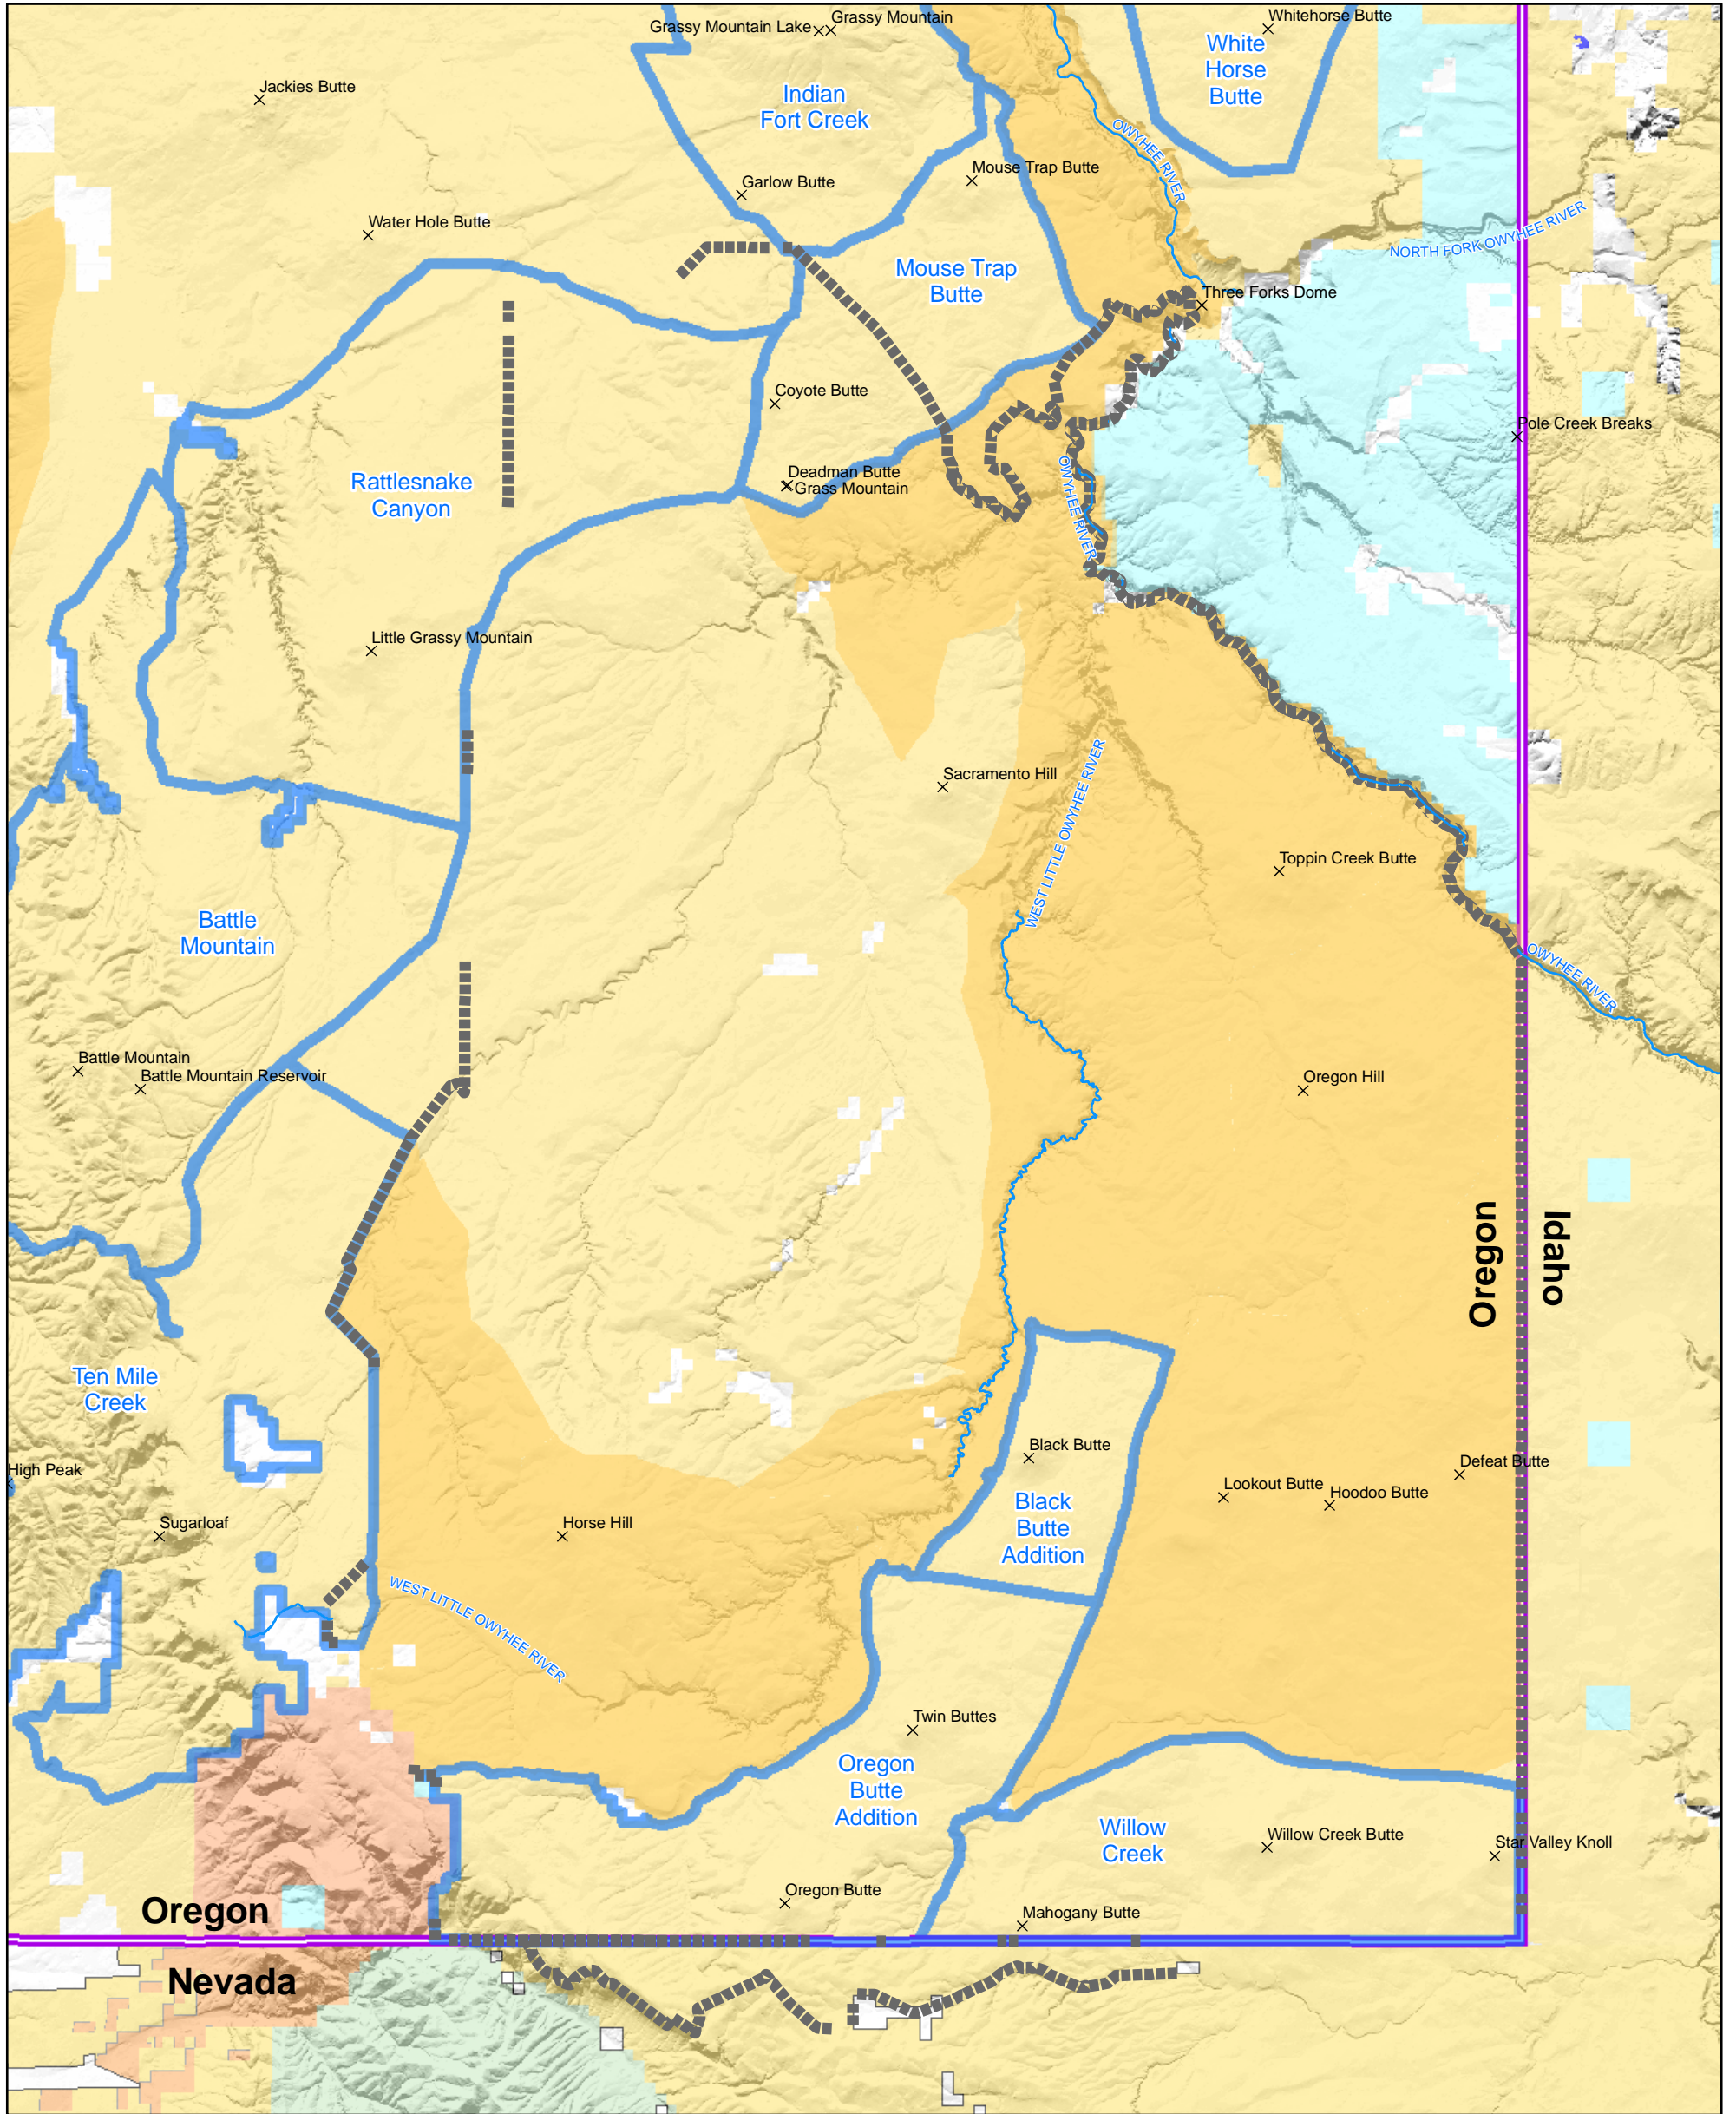 Grassy Mountain Lake
Grassy Mountain
Whitehorse Butte
White
Horse
Butte
Jackies Butte
Indian
Fort Creek
OWYHEE RIVER
Mouse Trap Butte
Garlow Butte
Water Hole Butte
NORTH FORK OWYHEE RIVER
Mouse Trap
Butte
Three Forks Dome
Coyote Butte
Pole Creek Breaks
Deadman Butte
Grass Mountain
Rattlesnake
Canyon
OWYHEE RIVER
Little Grassy Mountain
Sacramento Hill
WEST LITTLE OWYHEE RIVER
Toppin Creek Butte
Battle
Mountain
OWYHEE RIVER
Battle Mountain
Battle Mountain Reservoir
Oregon Hill
Oregon
Idaho
Ten Mile
Creek
Black Butte
High Peak
Defeat Butte
Lookout Butte
Hoodoo Butte
Black
Butte
Addition
Sugarloaf
Horse Hill
WEST LITTLE OWYHEE RIVER
Twin Buttes
Oregon
Butte
Addition
Willow
Creek
Willow Creek Butte
Star Valley Knoll
Oregon Butte
Oregon
Mahogany Butte
Nevada